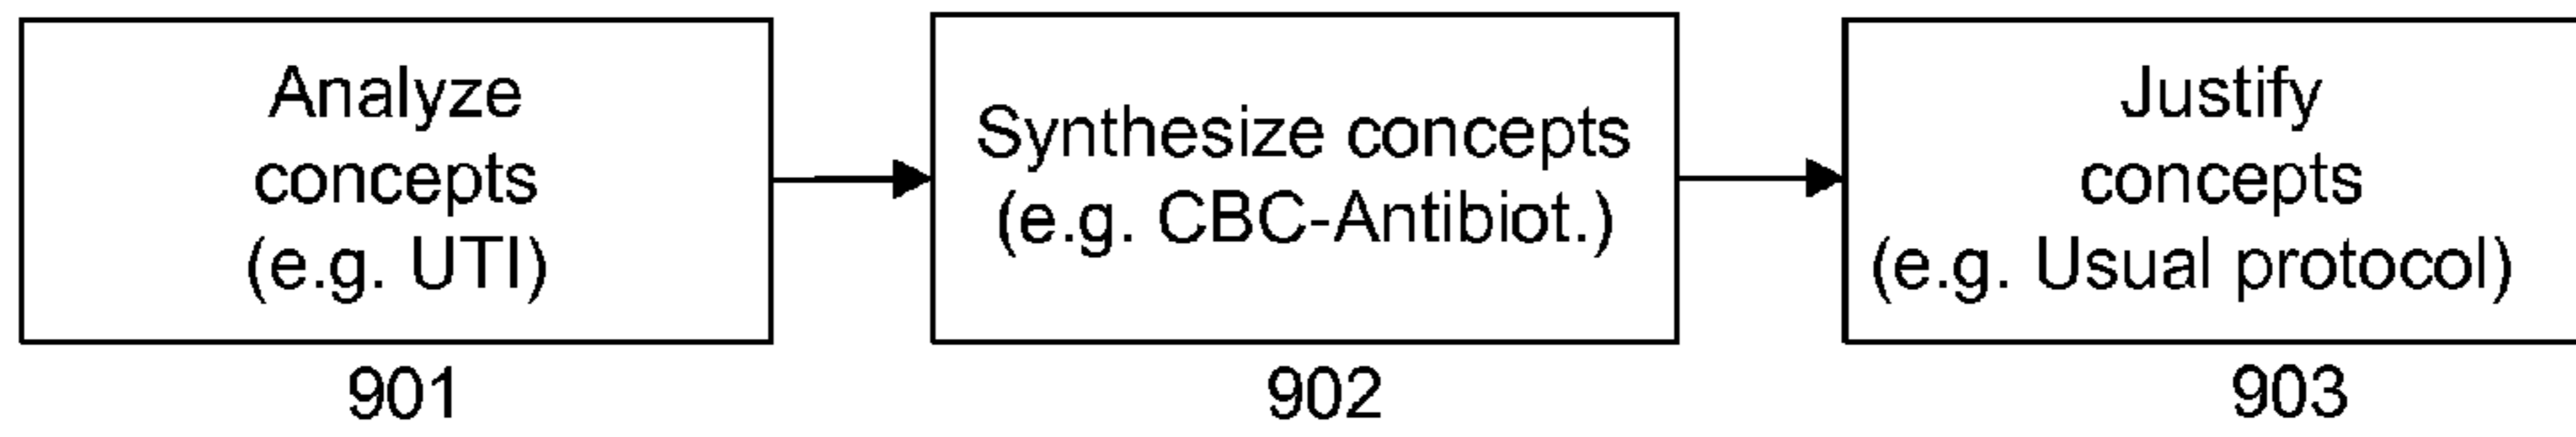 Analyze
concepts
(e.g. UTI)
901
Synthesize concepts
(e.g. CBC-Antibiot.)
902
Justify
concepts
(e.g. Usual protocol)
903